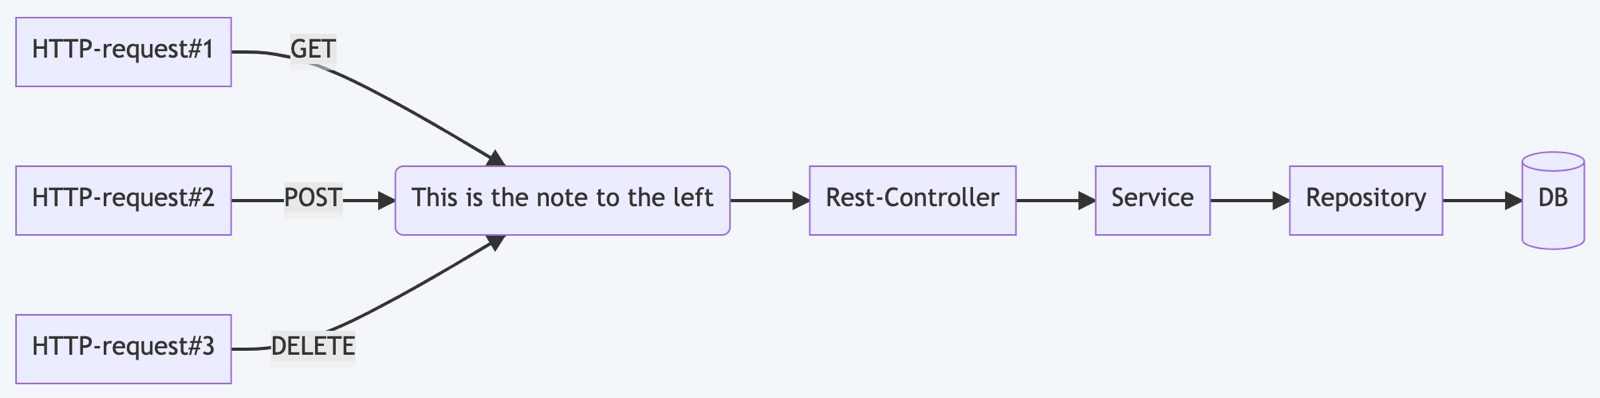 HTTP-request#1
GET
HTTP-request#2
POST
This is the note to the left
Rest-Controller
Service
Repository
DB
HTTP-request#3
DELETE